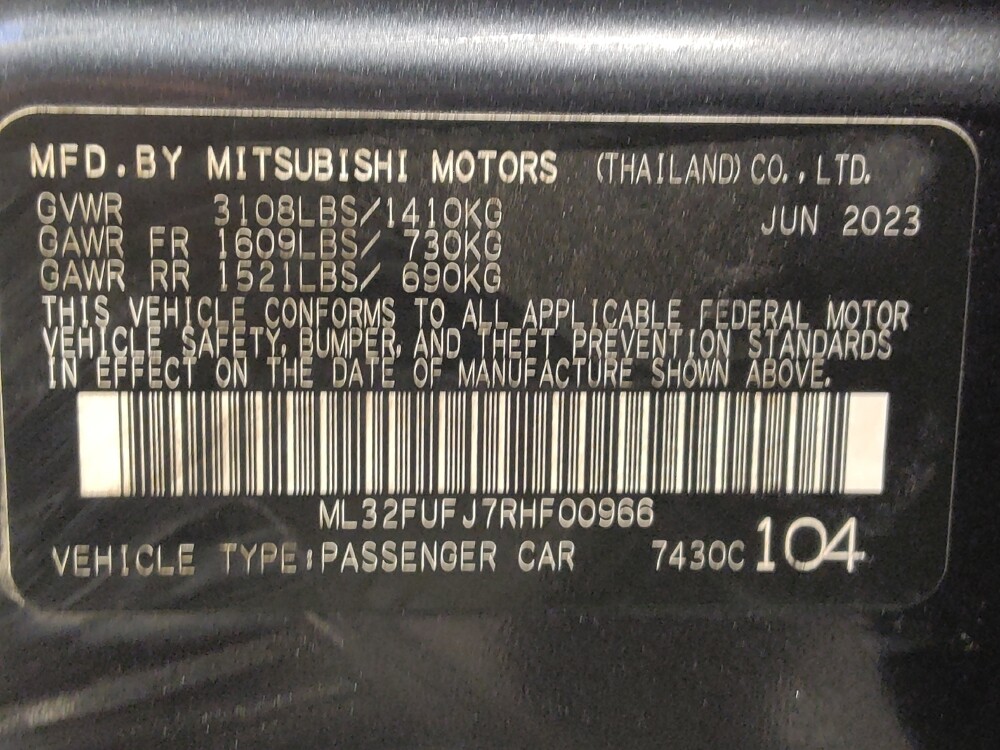 MFD.BY MITSUBISHI MOTORS (THAILAND) CO., LTD.
GVWR 3108LBS/1410KG JUN 2023
GAWR FR 1609LBS/ 730KG
GAWR RR 1521LBS/ 690KG
THIS VEHICLE CONFORMS TO ALL APPLICABLE FEDERAL MOTOR
VEHICLE SAFETY, BUMPER, AND THEFT PREVENTION STANDARDS
IN EFFECT ON THE DATE OF MANUFACTURE SHOWN ABOVE.
ML32FUFJ7RHF00966
VEHICLE TYPE:PASSENGER CAR 7430C 104